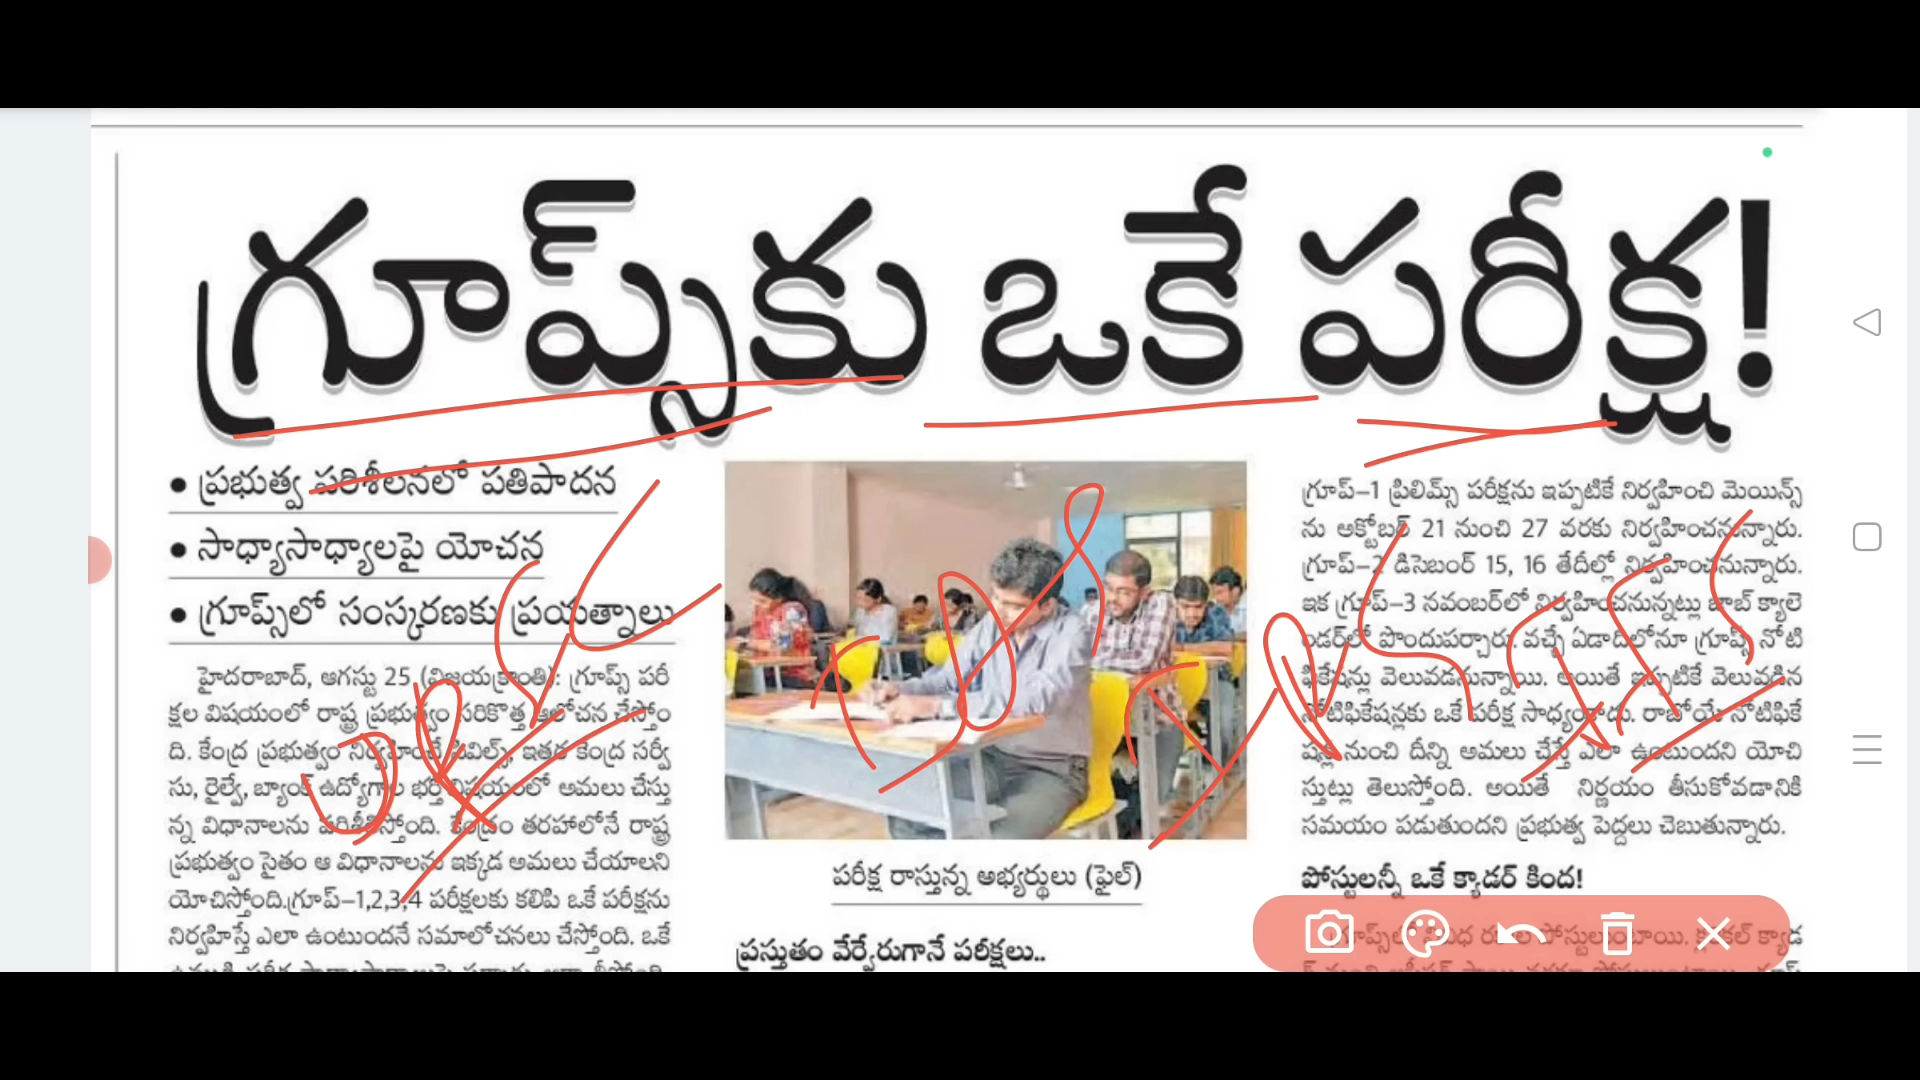 గ్రూప్స్‌కు ఒకే పరీక్ష!
• ప్రభుత్వ పరిశీలనలో పతిపాదన
• సాధ్యాసాధ్యాలపై యోచన
• గ్రూప్స్‌లో సంస్కరణకు ప్రయత్నాలు
హైదరాబాద్, ఆగస్టు 25 (విజయక్రాంతి): గ్రూప్స్ పరీ
క్షల విషయంలో రాష్ట్ర ప్రభుత్వం సరికొత్త ఆలోచన చేస్తోం
ది. కేంద్ర ప్రభుత్వం నిర్వహించే సివిల్స్, ఇతర కేంద్ర సర్వీ
సు, రైల్వే, బ్యాంక్ ఉద్యోగాల భర్తీ విషయంలో అమలు చేస్తు
న్న విధానాలను పరిశీలిస్తోంది. కేంద్రం తరహాలోనే రాష్ట్ర
ప్రభుత్వం సైతం ఆ విధానాలను ఇక్కడ అమలు చేయాలని
యోచిస్తోంది.గ్రూప్–1,2,3,4 పరీక్షలకు కలిపి ఒకే పరీక్షను
నిర్వహిస్తే ఎలా ఉంటుందనే సమాలోచనలు చేస్తోంది. ఒకే
పరీక్ష రాస్తున్న అభ్యర్థులు (ఫైల్)
ప్రస్తుతం వేర్వేరుగానే పరీక్షలు..
గ్రూప్–1 ప్రిలిమ్స్ పరీక్షను ఇప్పటికే నిర్వహించి మెయిన్స్
ను అక్టోబర్ 21 నుంచి 27 వరకు నిర్వహించనున్నారు.
గ్రూప్–2 డిసెబంర్ 15, 16 తేదీల్లో నిర్వహించనున్నారు.
ఇక గ్రూప్–3 నవంబర్‌లో నిర్వహించనున్నట్లు జాబ్ క్యాలె
ండర్‌లో పొందుపర్చారు. వచ్చే ఏడాదిలోనూ గ్రూప్స్ నోటి
ఫికేషన్లు వెలువడనున్నాయి. అయితే ఇప్పటికే వెలువడిన
నోటిఫికేషన్లకు ఒకే పరీక్ష సాధ్యంకాదు. రాబోయే నోటిఫికే
షన్ల నుంచి దీన్ని అమలు చేస్తే ఎలా ఉంటుందని యోచి
స్తుట్లు తెలుస్తోంది. అయితే నిర్ణయం తీసుకోవడానికి
సమయం పడుతుందని ప్రభుత్వ పెద్దలు చెబుతున్నారు.
పోస్టులన్నీ ఒకే క్యాడర్ కింద!